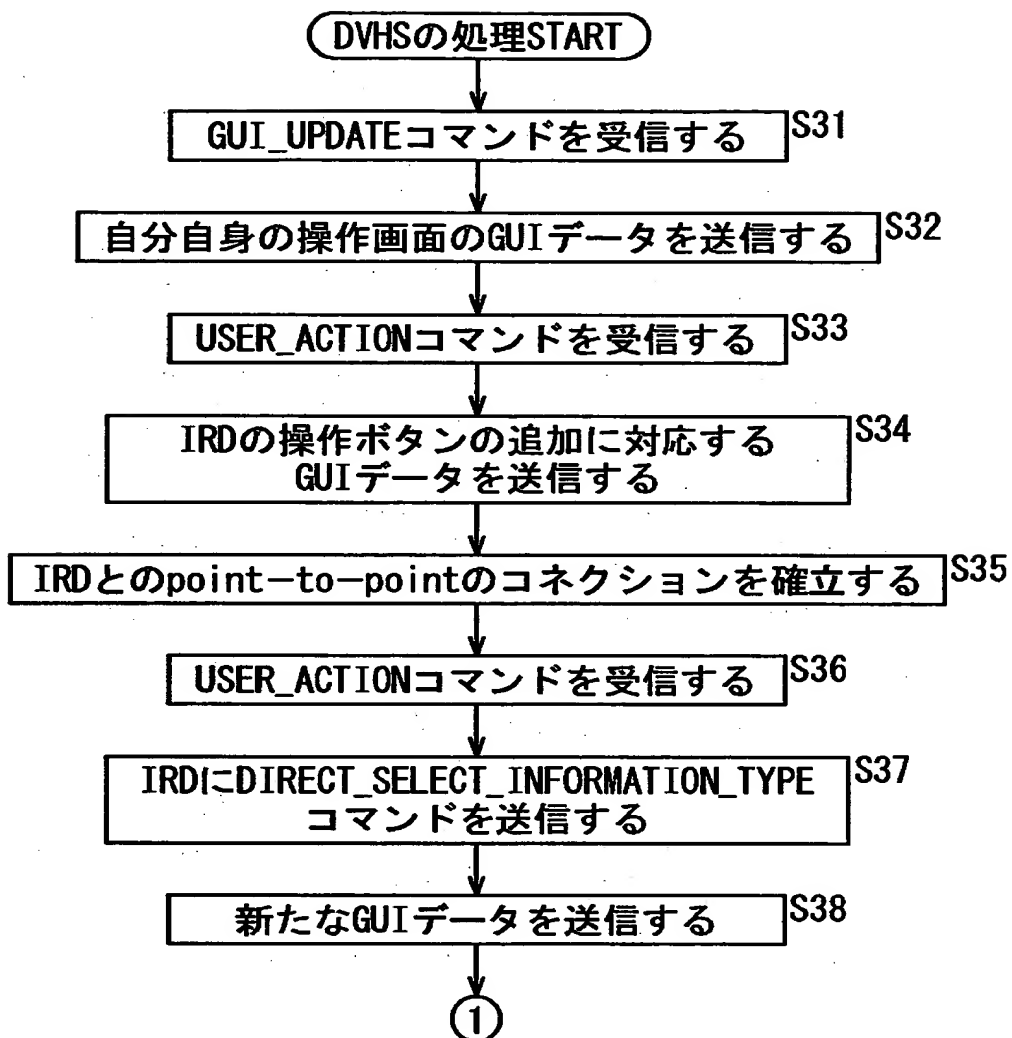 DVHSの処理START
GUI_UPDATEコマンドを受信する
S31
自分自身の操作画面のGUIデータを送信する
S32
USER_ACTIONコマンドを受信する
S33
IRDの操作ボタンの追加に対応する
GUIデータを送信する
S34
IRDとのpoint-to-pointのコネクションを確立する
S35
USER_ACTIONコマンドを受信する
S36
IRDにDIRECT_SELECT_INFORMATION_TYPE
コマンドを送信する
S37
新たなGUIデータを送信する
S38
1